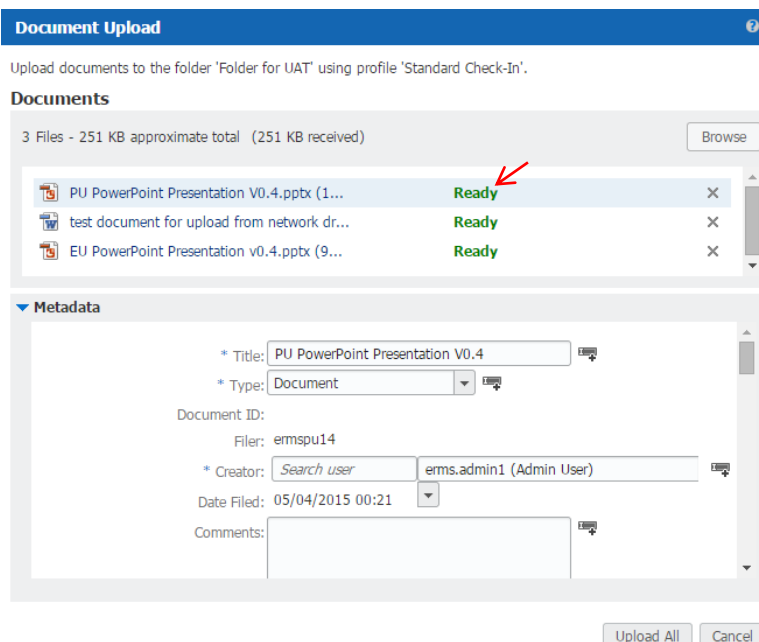 Document Upload
Upload documents to the folder 'Folder for UAT' using profile 'Standard Check-In'.
Documents
3 Files - 251 KB approximate total (251 KB received)
Browse
PU PowerPoint Presentation V0.4.pptx (1... Ready
test document for upload from network dr... Ready
EU PowerPoint Presentation v0.4.pptx (9... Ready
Metadata
* Title: PU PowerPoint Presentation V0.4
* Type: Document
Document ID:
Filer: ermspu14
* Creator: Search user erms.admin1 (Admin User)
Date Filed: 05/04/2015 00:21
Comments:
Upload All Cancel